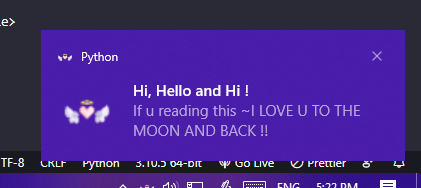 le>
Python
Hi, Hello and Hi !
If u reading this ~I LOVE U TO THE
MOON AND BACK !!
TF-8 CRLF Python 3.10.5 64-bit Go Live Prettier
ENG 5:22 PM